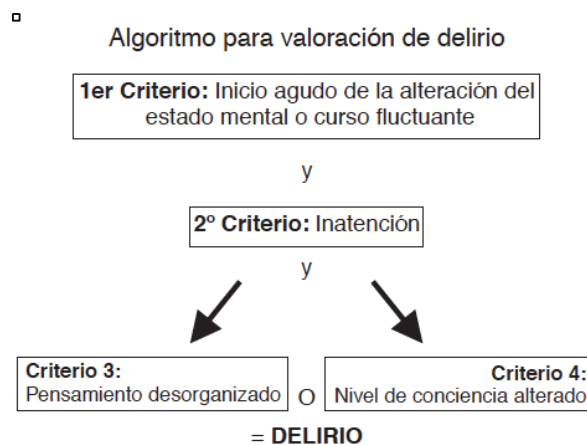 Algoritmo para valoración de delirio
1er Criterio: Inicio agudo de la alteración del
estado mental o curso fluctuante
y
2º Criterio: Inatención
y
Criterio 3:
Pensamiento desorganizado
O
Criterio 4:
Nivel de conciencia alterado
= DELIRIO